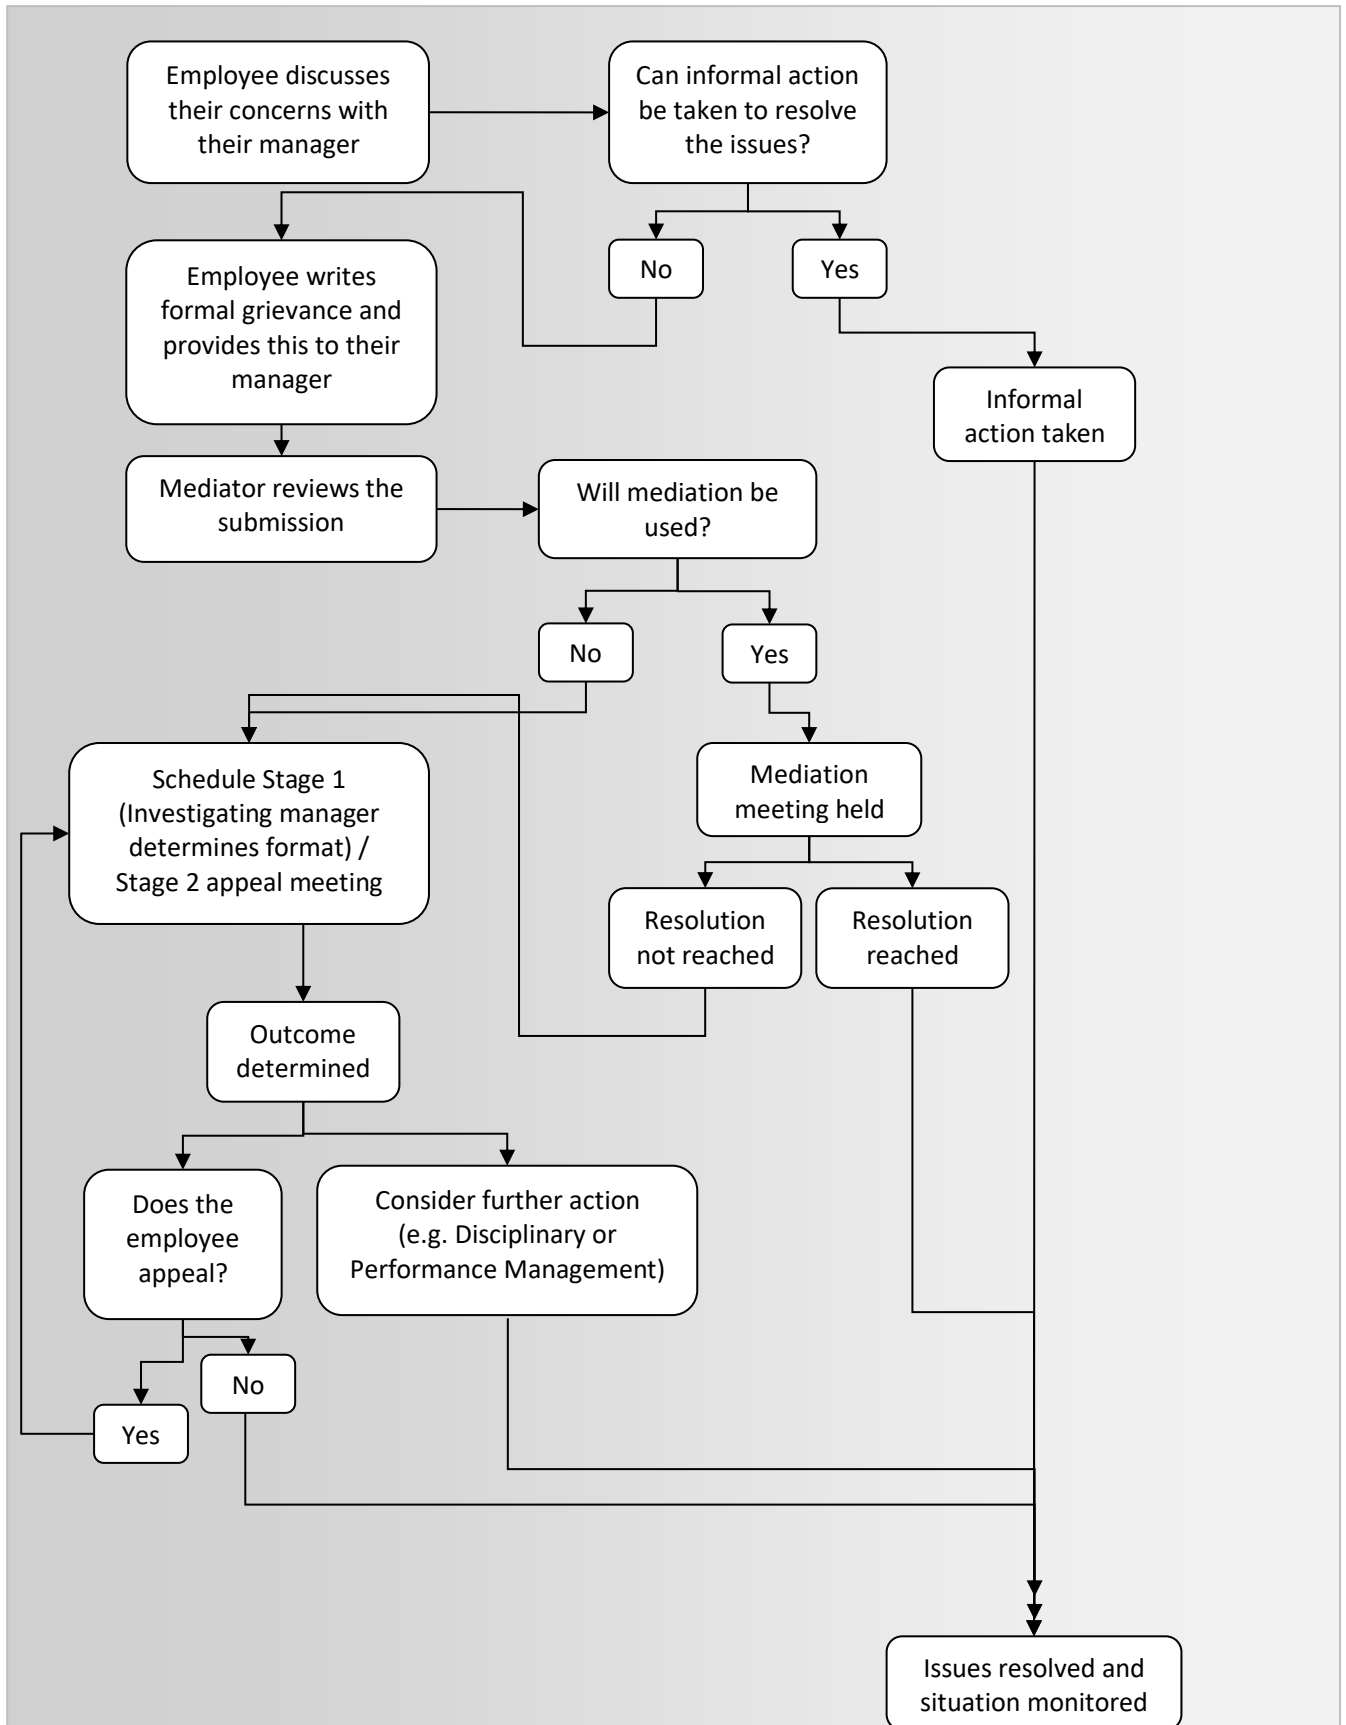 Employee discusses
their concerns with
their manager
Can informal action
be taken to resolve
the issues?
No
Yes
Employee writes
formal grievance and
provides this to their
manager
Informal
action taken
Mediator reviews the
submission
Will mediation be
used?
No
Yes
Schedule Stage 1
(Investigating manager
determines format) /
Stage 2 appeal meeting
Mediation
meeting held
Resolution
not reached
Resolution
reached
Outcome
determined
Does the
employee
appeal?
Consider further action
(e.g. Disciplinary or
Performance Management)
No
Yes
Issues resolved and
situation monitored